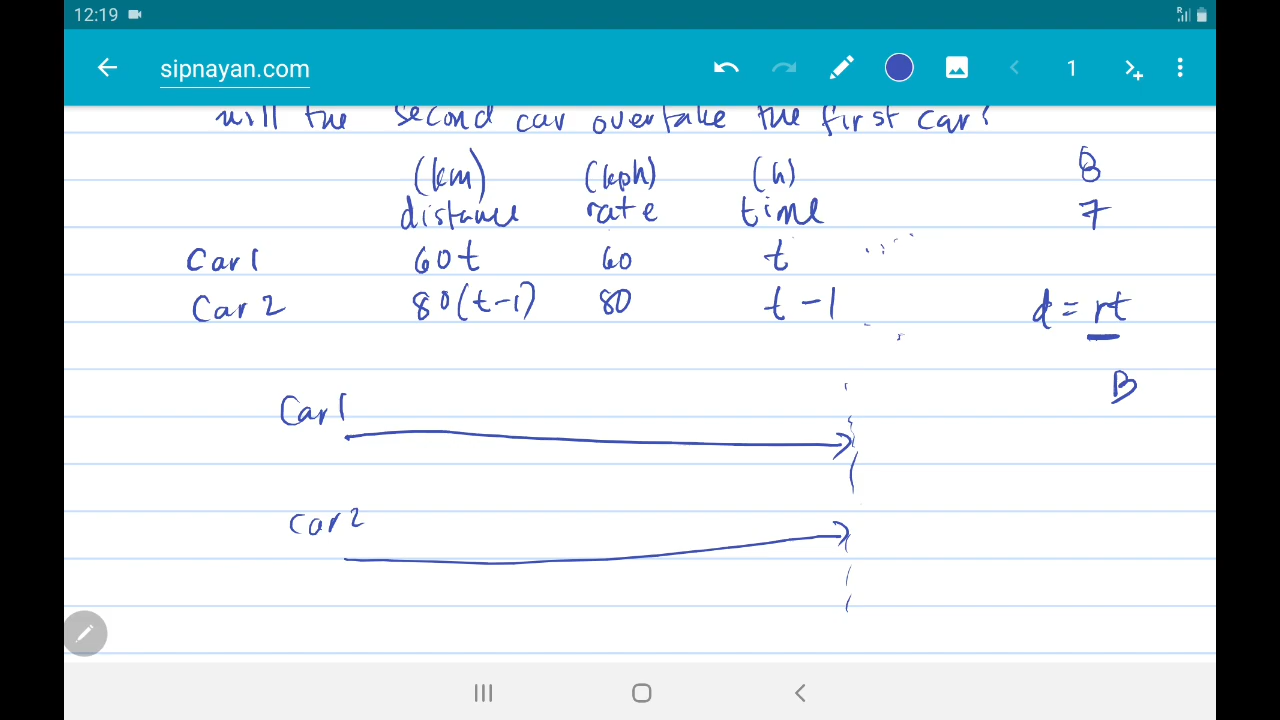 12:19
sipnayan.com
1
will the second car overtake the first car?
(km) (kph) (h) 8
distance rate time 7
Car 1 60t 60 t
Car 2 80(t-1) 80 t-1 d = rt
B
Car 1
Car 2